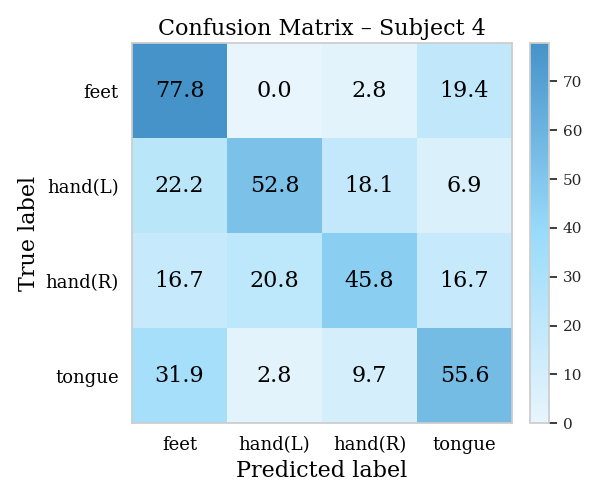 Confusion Matrix – Subject 4
feet 77.8 0.0 2.8 19.4
hand(L) 22.2 52.8 18.1 6.9
hand(R) 16.7 20.8 45.8 16.7
tongue 31.9 2.8 9.7 55.6
feet hand(L) hand(R) tongue
Predicted label
True label
70
60
50
40
30
20
10
0